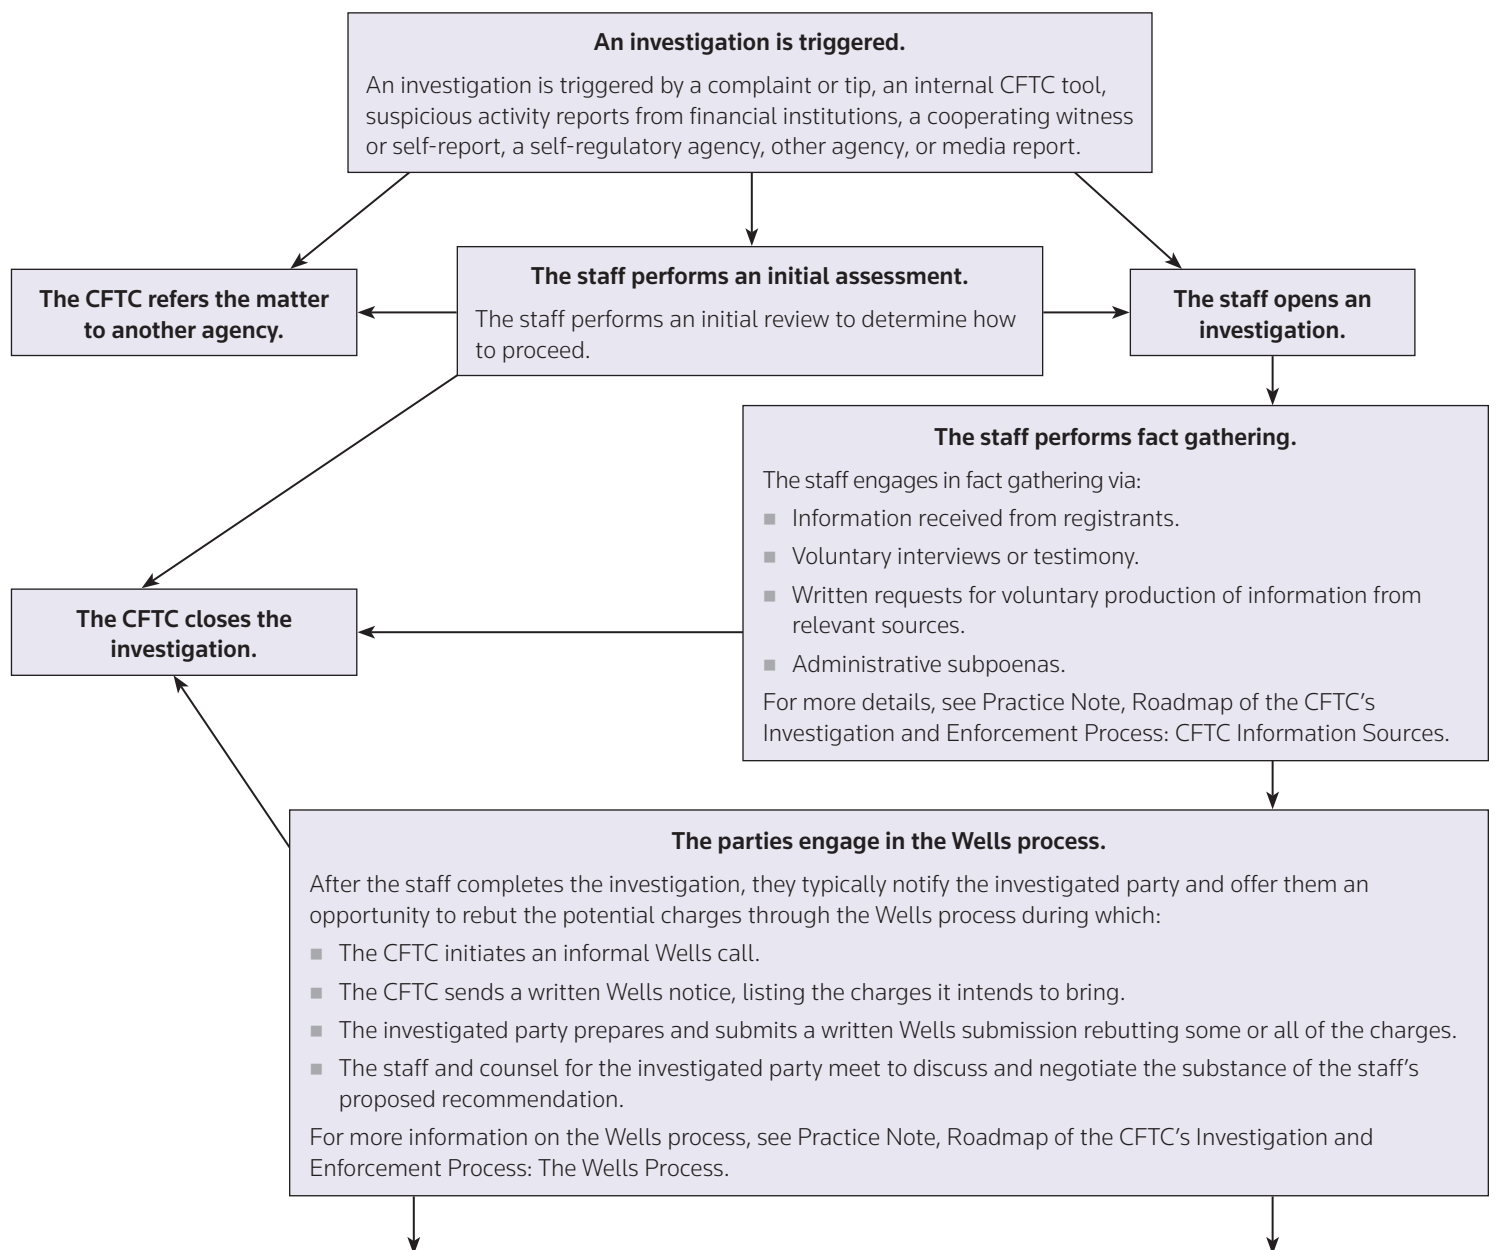 An investigation is triggered.
An investigation is triggered by a complaint or tip, an internal CFTC tool,
suspicious activity reports from financial institutions, a cooperating witness
or self-report, a self-regulatory agency, other agency, or media report.
The CFTC refers the matter
to another agency.
The staff performs an initial assessment.
The staff performs an initial review to determine how
to proceed.
The staff opens an
investigation.
The staff performs fact gathering.
The staff engages in fact gathering via:
■ Information received from registrants.
■ Voluntary interviews or testimony.
■ Written requests for voluntary production of information from
relevant sources.
■ Administrative subpoenas.
For more details, see Practice Note, Roadmap of the CFTC’s
Investigation and Enforcement Process: CFTC Information Sources.
The CFTC closes the
investigation.
The parties engage in the Wells process.
After the staff completes the investigation, they typically notify the investigated party and offer them an
opportunity to rebut the potential charges through the Wells process during which:
■ The CFTC initiates an informal Wells call.
■ The CFTC sends a written Wells notice, listing the charges it intends to bring.
■ The investigated party prepares and submits a written Wells submission rebutting some or all of the charges.
■ The staff and counsel for the investigated party meet to discuss and negotiate the substance of the staff’s
proposed recommendation.
For more information on the Wells process, see Practice Note, Roadmap of the CFTC’s Investigation and
Enforcement Process: The Wells Process.